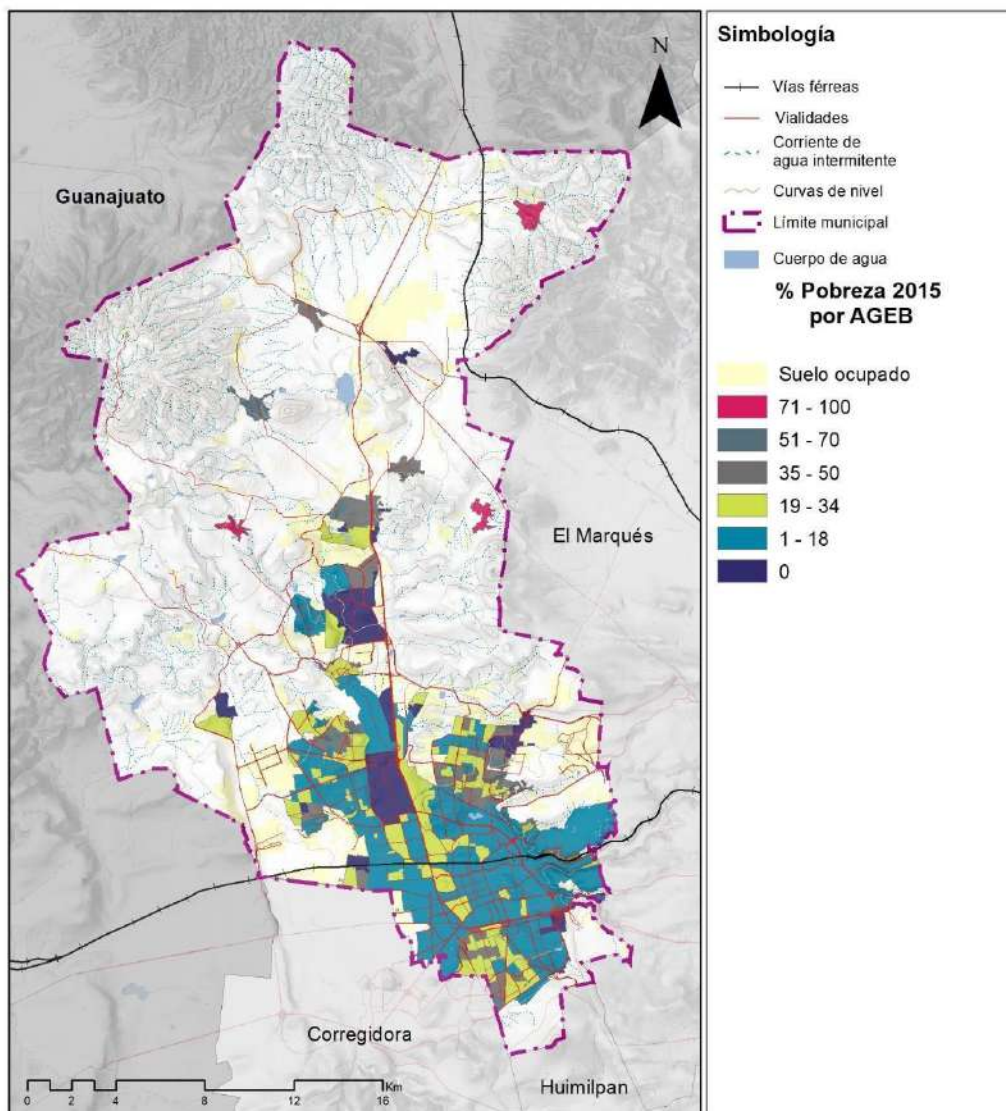 Simbología
N
Vías férreas
Vialidades
Corriente de
agua intermitente
Curvas de nivel
Límite municipal
Cuerpo de agua
% Pobreza 2015
por AGEB
Suelo ocupado
71 - 100
51 - 70
35 - 50
19 - 34
1 - 18
0
Guanajuato
El Marqués
Corregidora
Huimilpan
Km
0 2 4 8 12 16